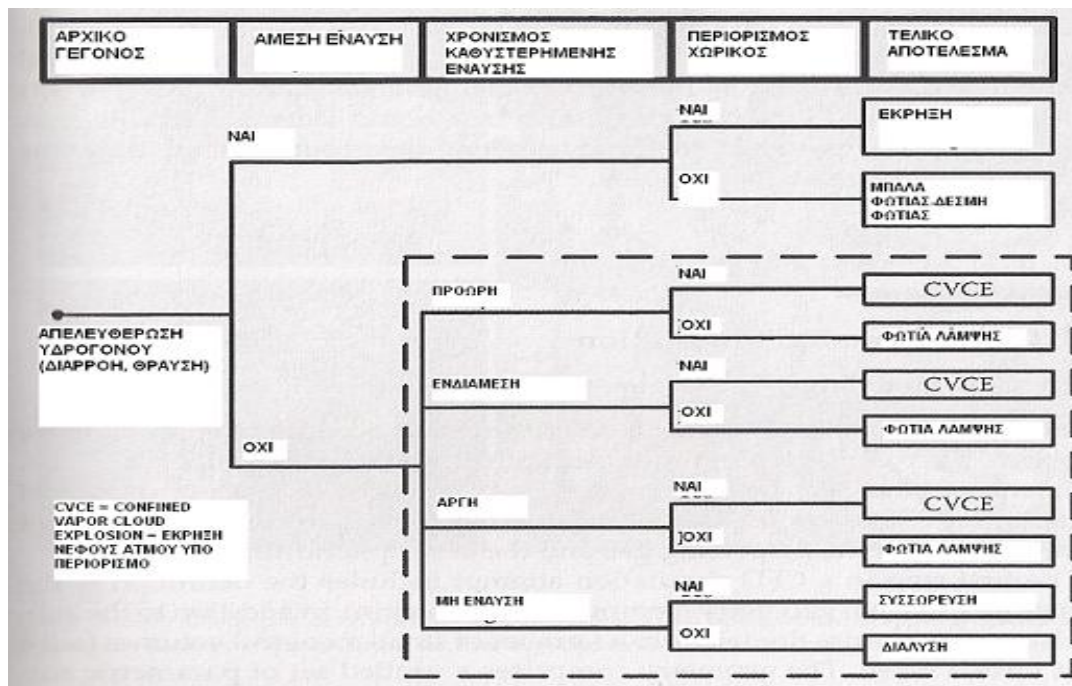 ΑΡΧΙΚΟ
ΓΕΓΟΝΟΣ
ΑΜΕΣΗ ΕΝΑΥΣΗ
ΧΡΟΝΙΣΜΟΣ
ΚΑΘΥΣΤΕΡΗΜΕΝΗΣ
ΕΝΑΥΣΗΣ
ΠΕΡΙΟΡΙΣΜΟΣ
ΧΩΡΙΚΟΣ
ΤΕΛΙΚΟ
ΑΠΟΤΕΛΕΣΜΑ
ΝΑΙ
ΝΑΙ
ΕΚΡΗΞΗ
ΟΧΙ
ΜΠΑΛΑ
ΦΩΤΙΑΣ-ΔΕΣΜΗ
ΦΩΤΙΑΣ
ΑΠΕΛΕΥΘΕΡΩΣΗ
ΥΔΡΟΓΟΝΟΥ
(ΔΙΑΡΡΟΗ, ΘΡΑΥΣΗ)
ΟΧΙ
ΠΡΟΩΡΗ
ΝΑΙ
CVCE
ΟΧΙ
ΦΩΤΙΑ ΛΑΜΨΗΣ
ΕΝΔΙΑΜΕΣΗ
ΝΑΙ
CVCE
ΟΧΙ
ΦΩΤΙΑ ΛΑΜΨΗΣ
ΑΡΓΗ
ΝΑΙ
CVCE
ΟΧΙ
ΦΩΤΙΑ ΛΑΜΨΗΣ
ΜΗ ΕΝΑΥΣΗ
ΝΑΙ
ΣΥΣΣΩΡΕΥΣΗ
ΟΧΙ
ΔΙΑΛΥΣΗ
CVCE = CONFINED
VAPOR CLOUD
EXPLOSION – ΕΚΡΗΞΗ
ΝΕΦΟΥΣ ΑΤΜΟΥ ΥΠΟ
ΠΕΡΙΟΡΙΣΜΟ